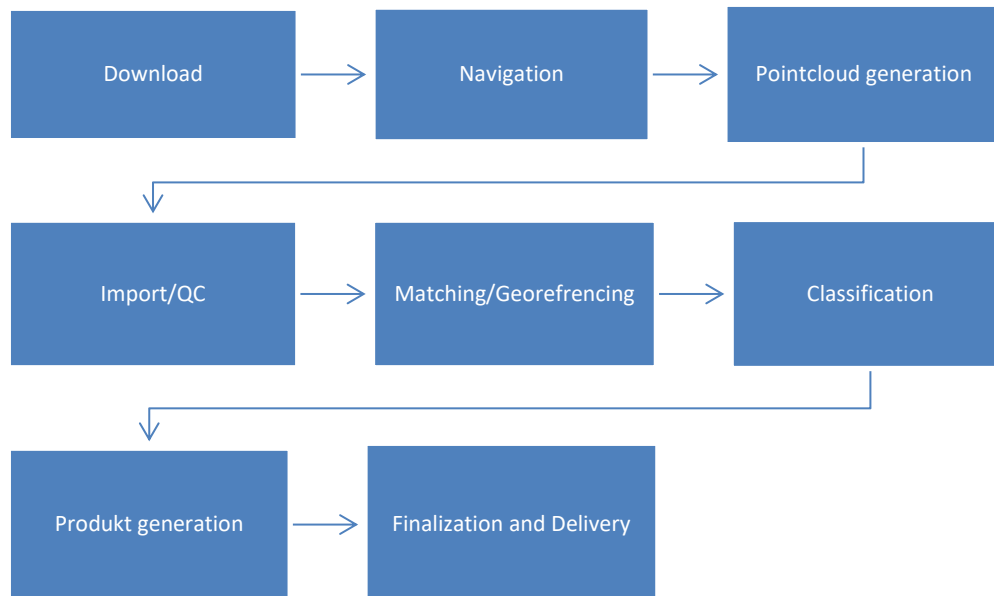 Download
Navigation
Pointcloud generation
Import/QC
Matching/Georefrencing
Classification
Produkt generation
Finalization and Delivery